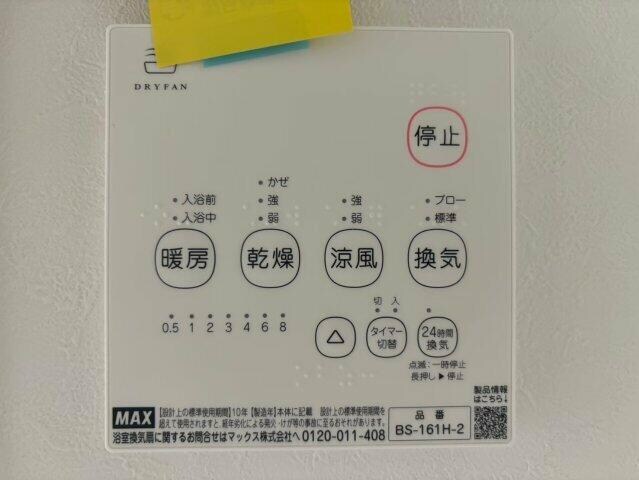 DRYFAN
停止
かぜ
入浴前 強 強 ブロー
入浴中 弱 弱 標準
暖房 乾燥 涼風 換気
切 入
0.5 1 2 3 4 6 8
タイマー
切替
24時間
換気
点滅:一時停止
長押し▶停止
製品情報
はこちら↓
MAX
【設計上の標準使用期間】10年【製造年】本体に記載 設計上の標準使用期間を
超えて使用されますと、経年劣化による発火・けが等の事故に至るおそれがあります。
浴室換気扇に関するお問合せはマックス株式会社へ 0120-011-408
品番
BS-161H-2